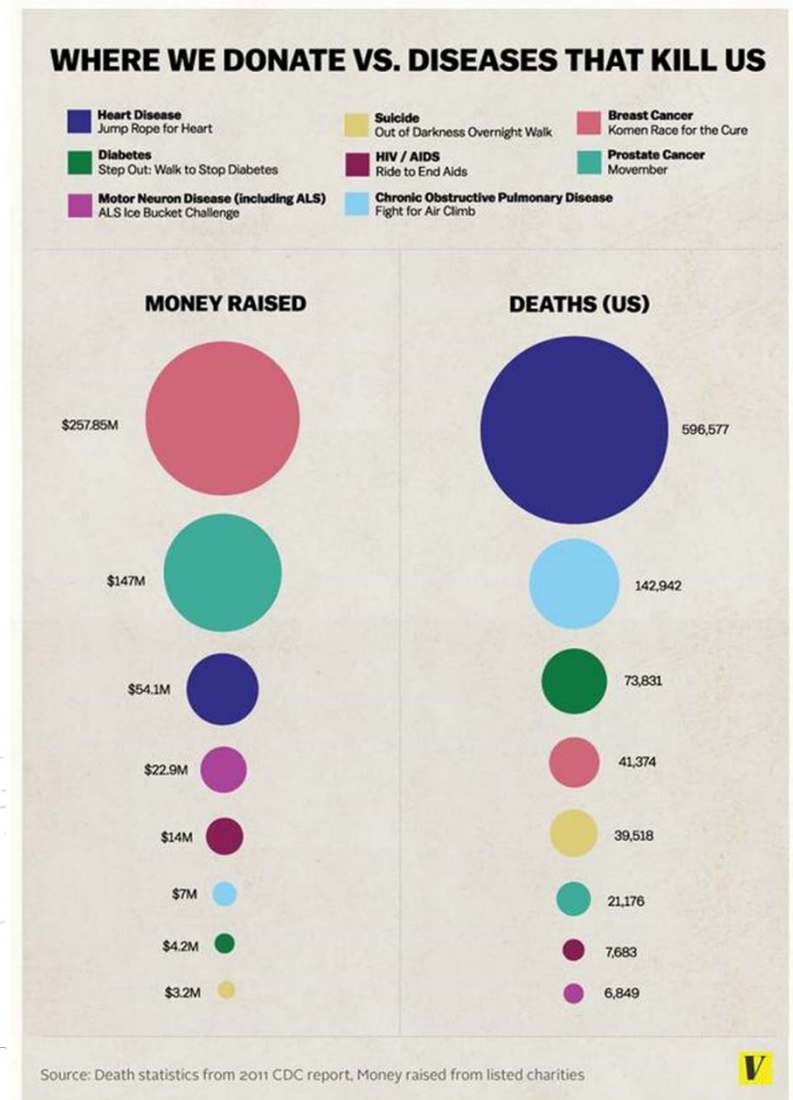 WHERE WE DONATE VS. DISEASES THAT KILL US
Heart Disease
Jump Rope for Heart
Suicide
Out of Darkness Overnight Walk
Breast Cancer
Komen Race for the Cure
Diabetes
Step Out: Walk to Stop Diabetes
HIV / AIDS
Ride to End Aids
Prostate Cancer
Movember
Motor Neuron Disease (including ALS)
ALS Ice Bucket Challenge
Chronic Obstructive Pulmonary Disease
Fight for Air Climb
MONEY RAISED
$257.85M
$147M
$54.1M
$22.9M
$14M
$7M
$4.2M
$3.2M
DEATHS (US)
596,577
142,942
73,831
41,374
39,518
21,176
7,683
6,849
Source: Death statistics from 2011 CDC report, Money raised from listed charities
V